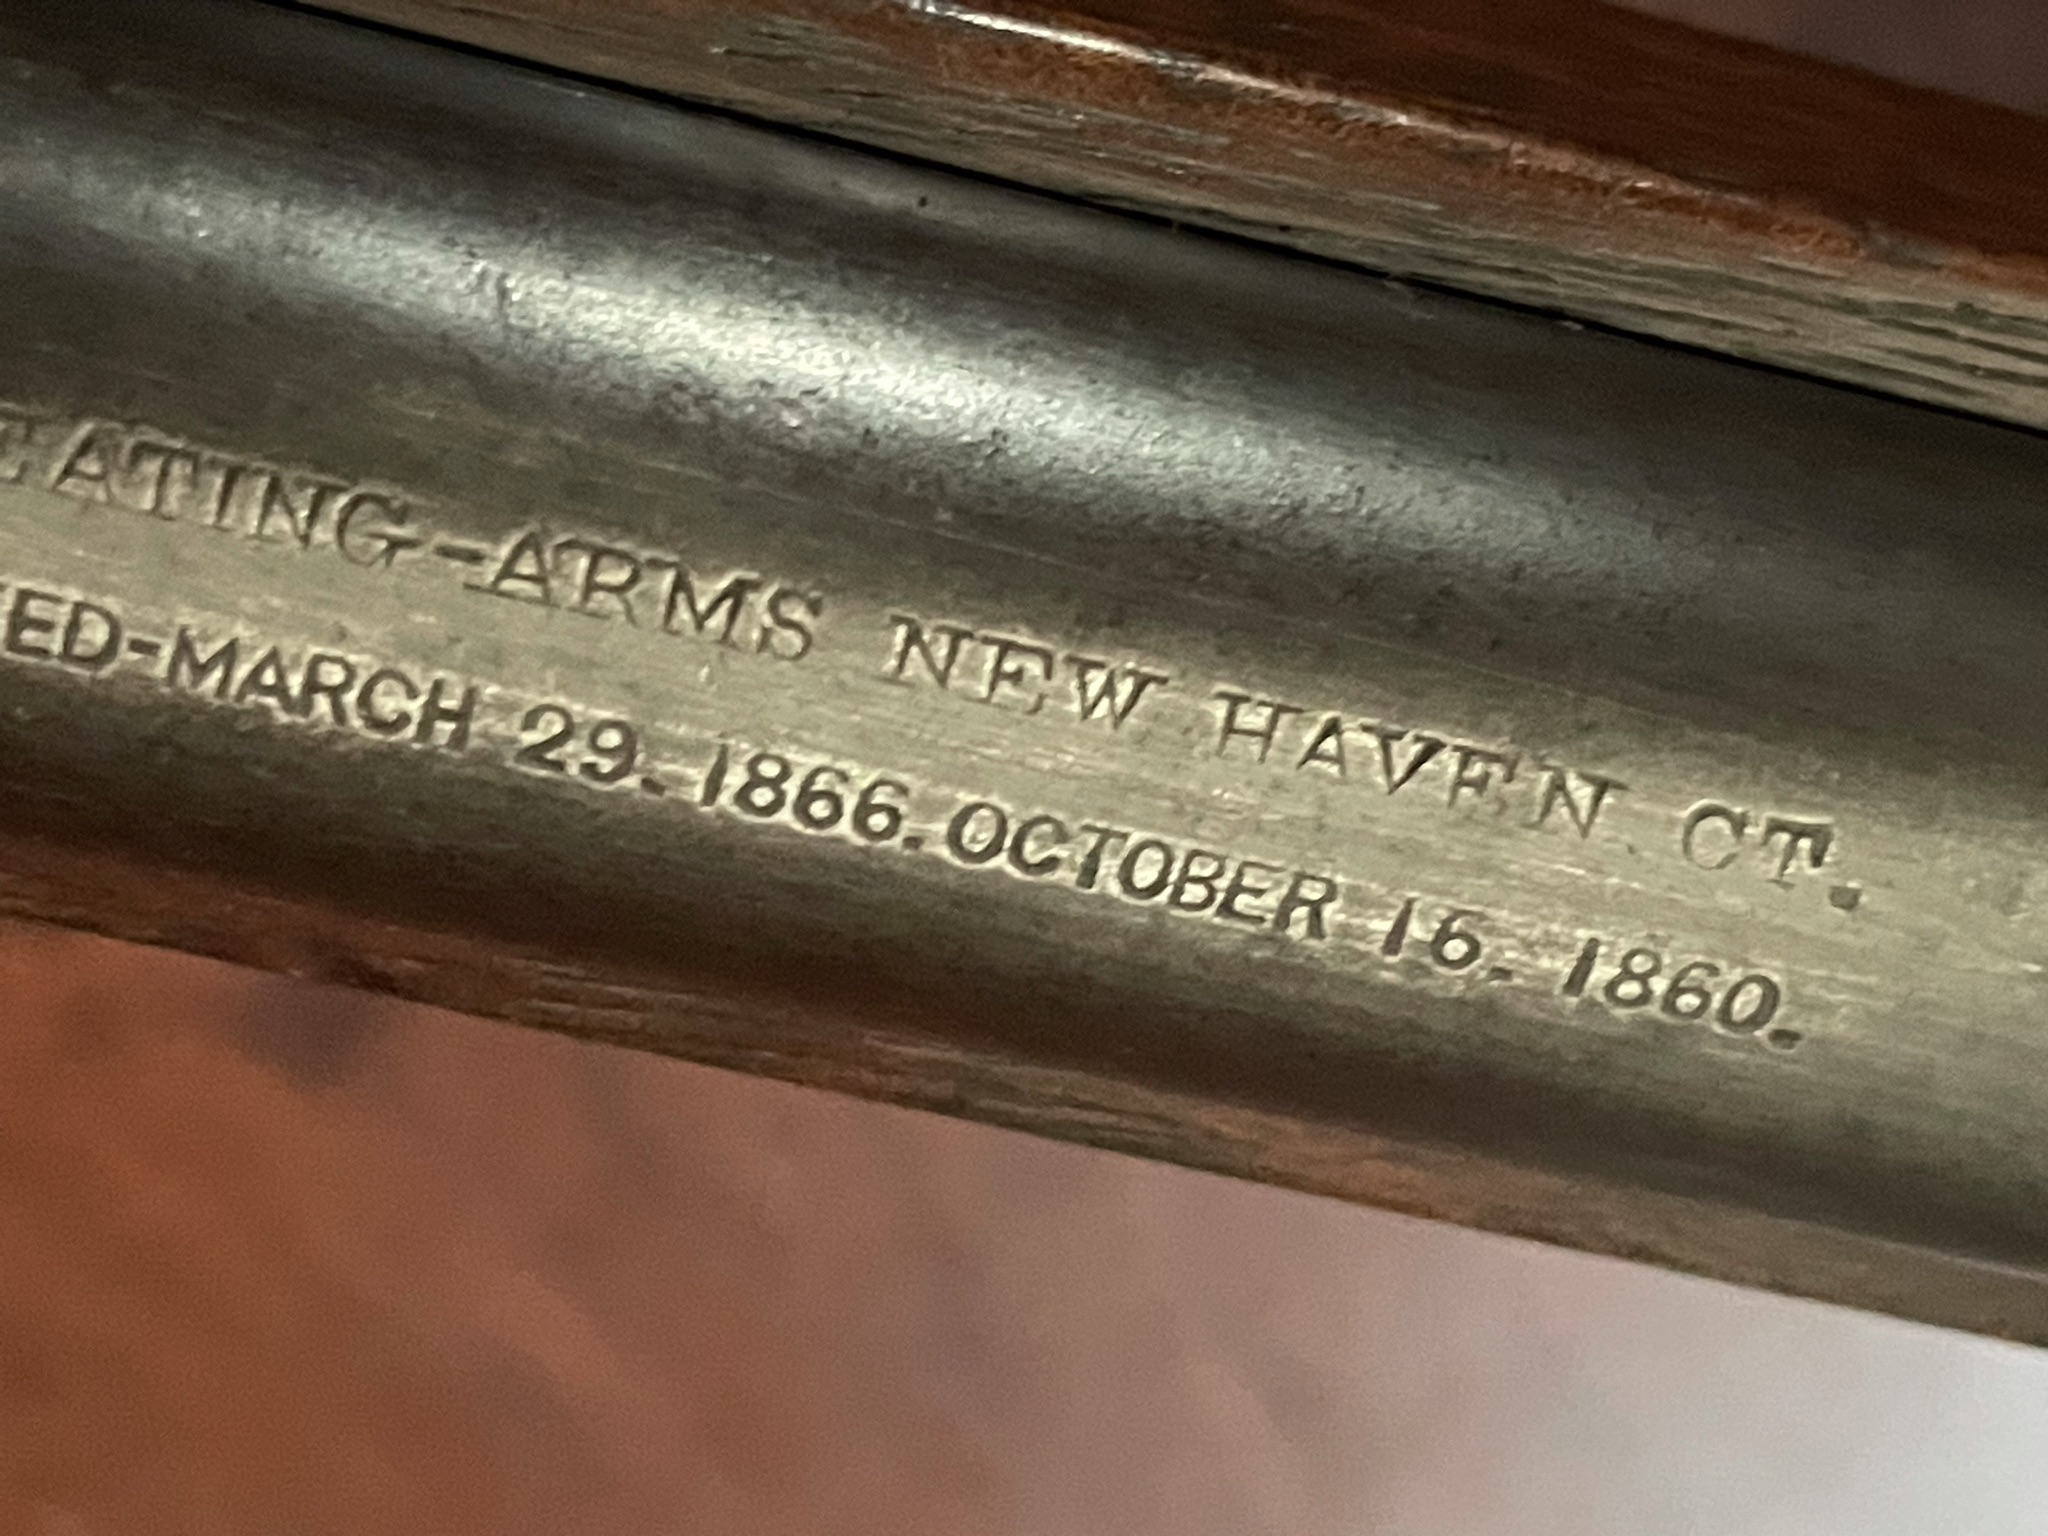 EATING-ARMS NEW HAVEN CT.
ED-MARCH 29. 1866. OCTOBER 16. 1860.